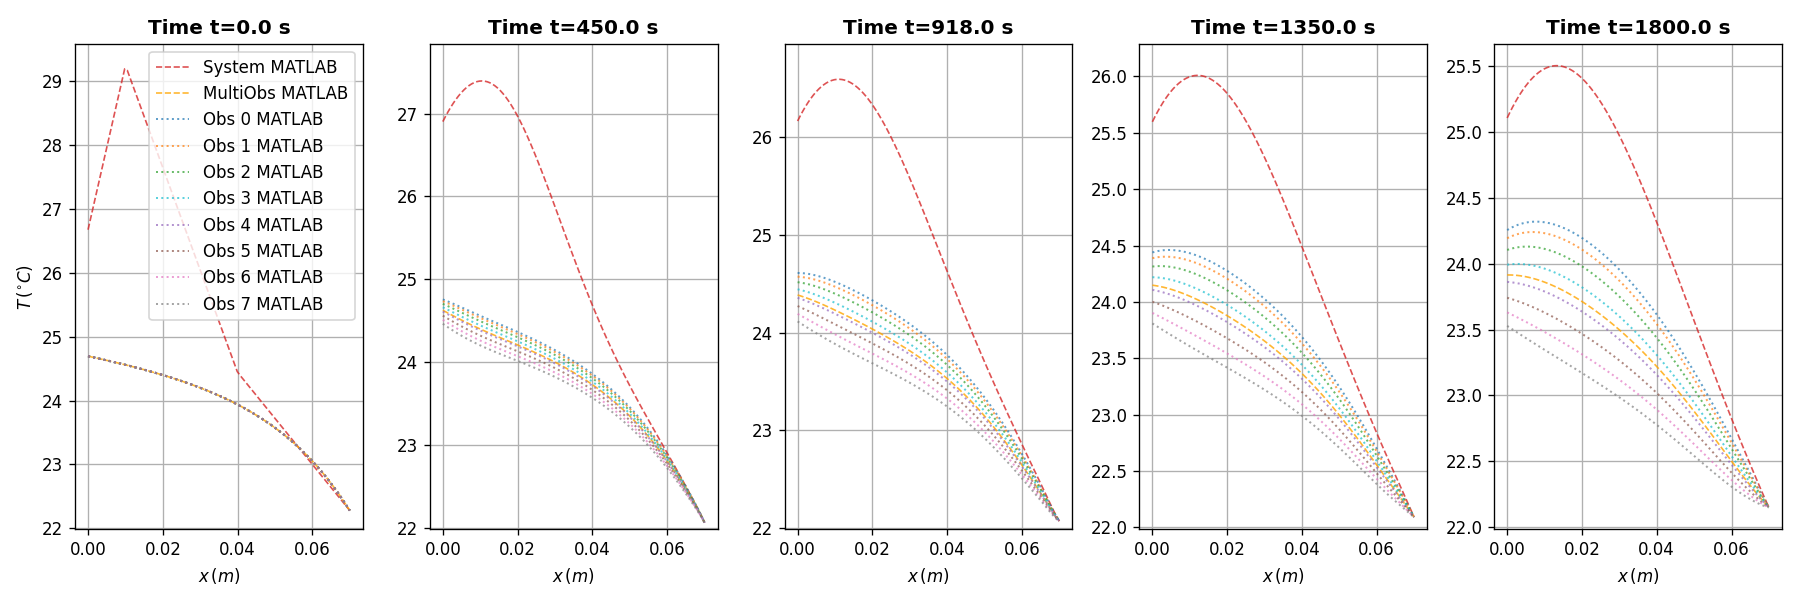 Time t=0.0 s
Time t=450.0 s
Time t=918.0 s
Time t=1350.0 s
Time t=1800.0 s
System MATLAB
MultiObs MATLAB
Obs 0 MATLAB
Obs 1 MATLAB
Obs 2 MATLAB
Obs 3 MATLAB
Obs 4 MATLAB
Obs 5 MATLAB
Obs 6 MATLAB
Obs 7 MATLAB
T (°C)
29
28
27
26
25
24
23
22
0.00 0.02 0.04 0.06
x (m)
27
26
25
24
23
22
0.00 0.02 0.04 0.06
x (m)
26
25
24
23
22
0.00 0.02 0.04 0.06
x (m)
26.0
25.5
25.0
24.5
24.0
23.5
23.0
22.5
22.0
0.00 0.02 0.04 0.06
x (m)
25.5
25.0
24.5
24.0
23.5
23.0
22.5
22.0
0.00 0.02 0.04 0.06
x (m)